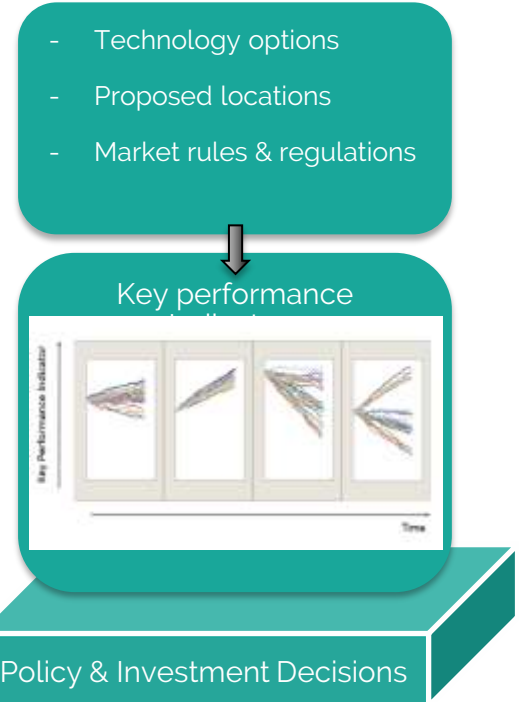 - Technology options
- Proposed locations
- Market rules & regulations
Key performance
Key Performance Indicator
Time
Policy & Investment Decisions